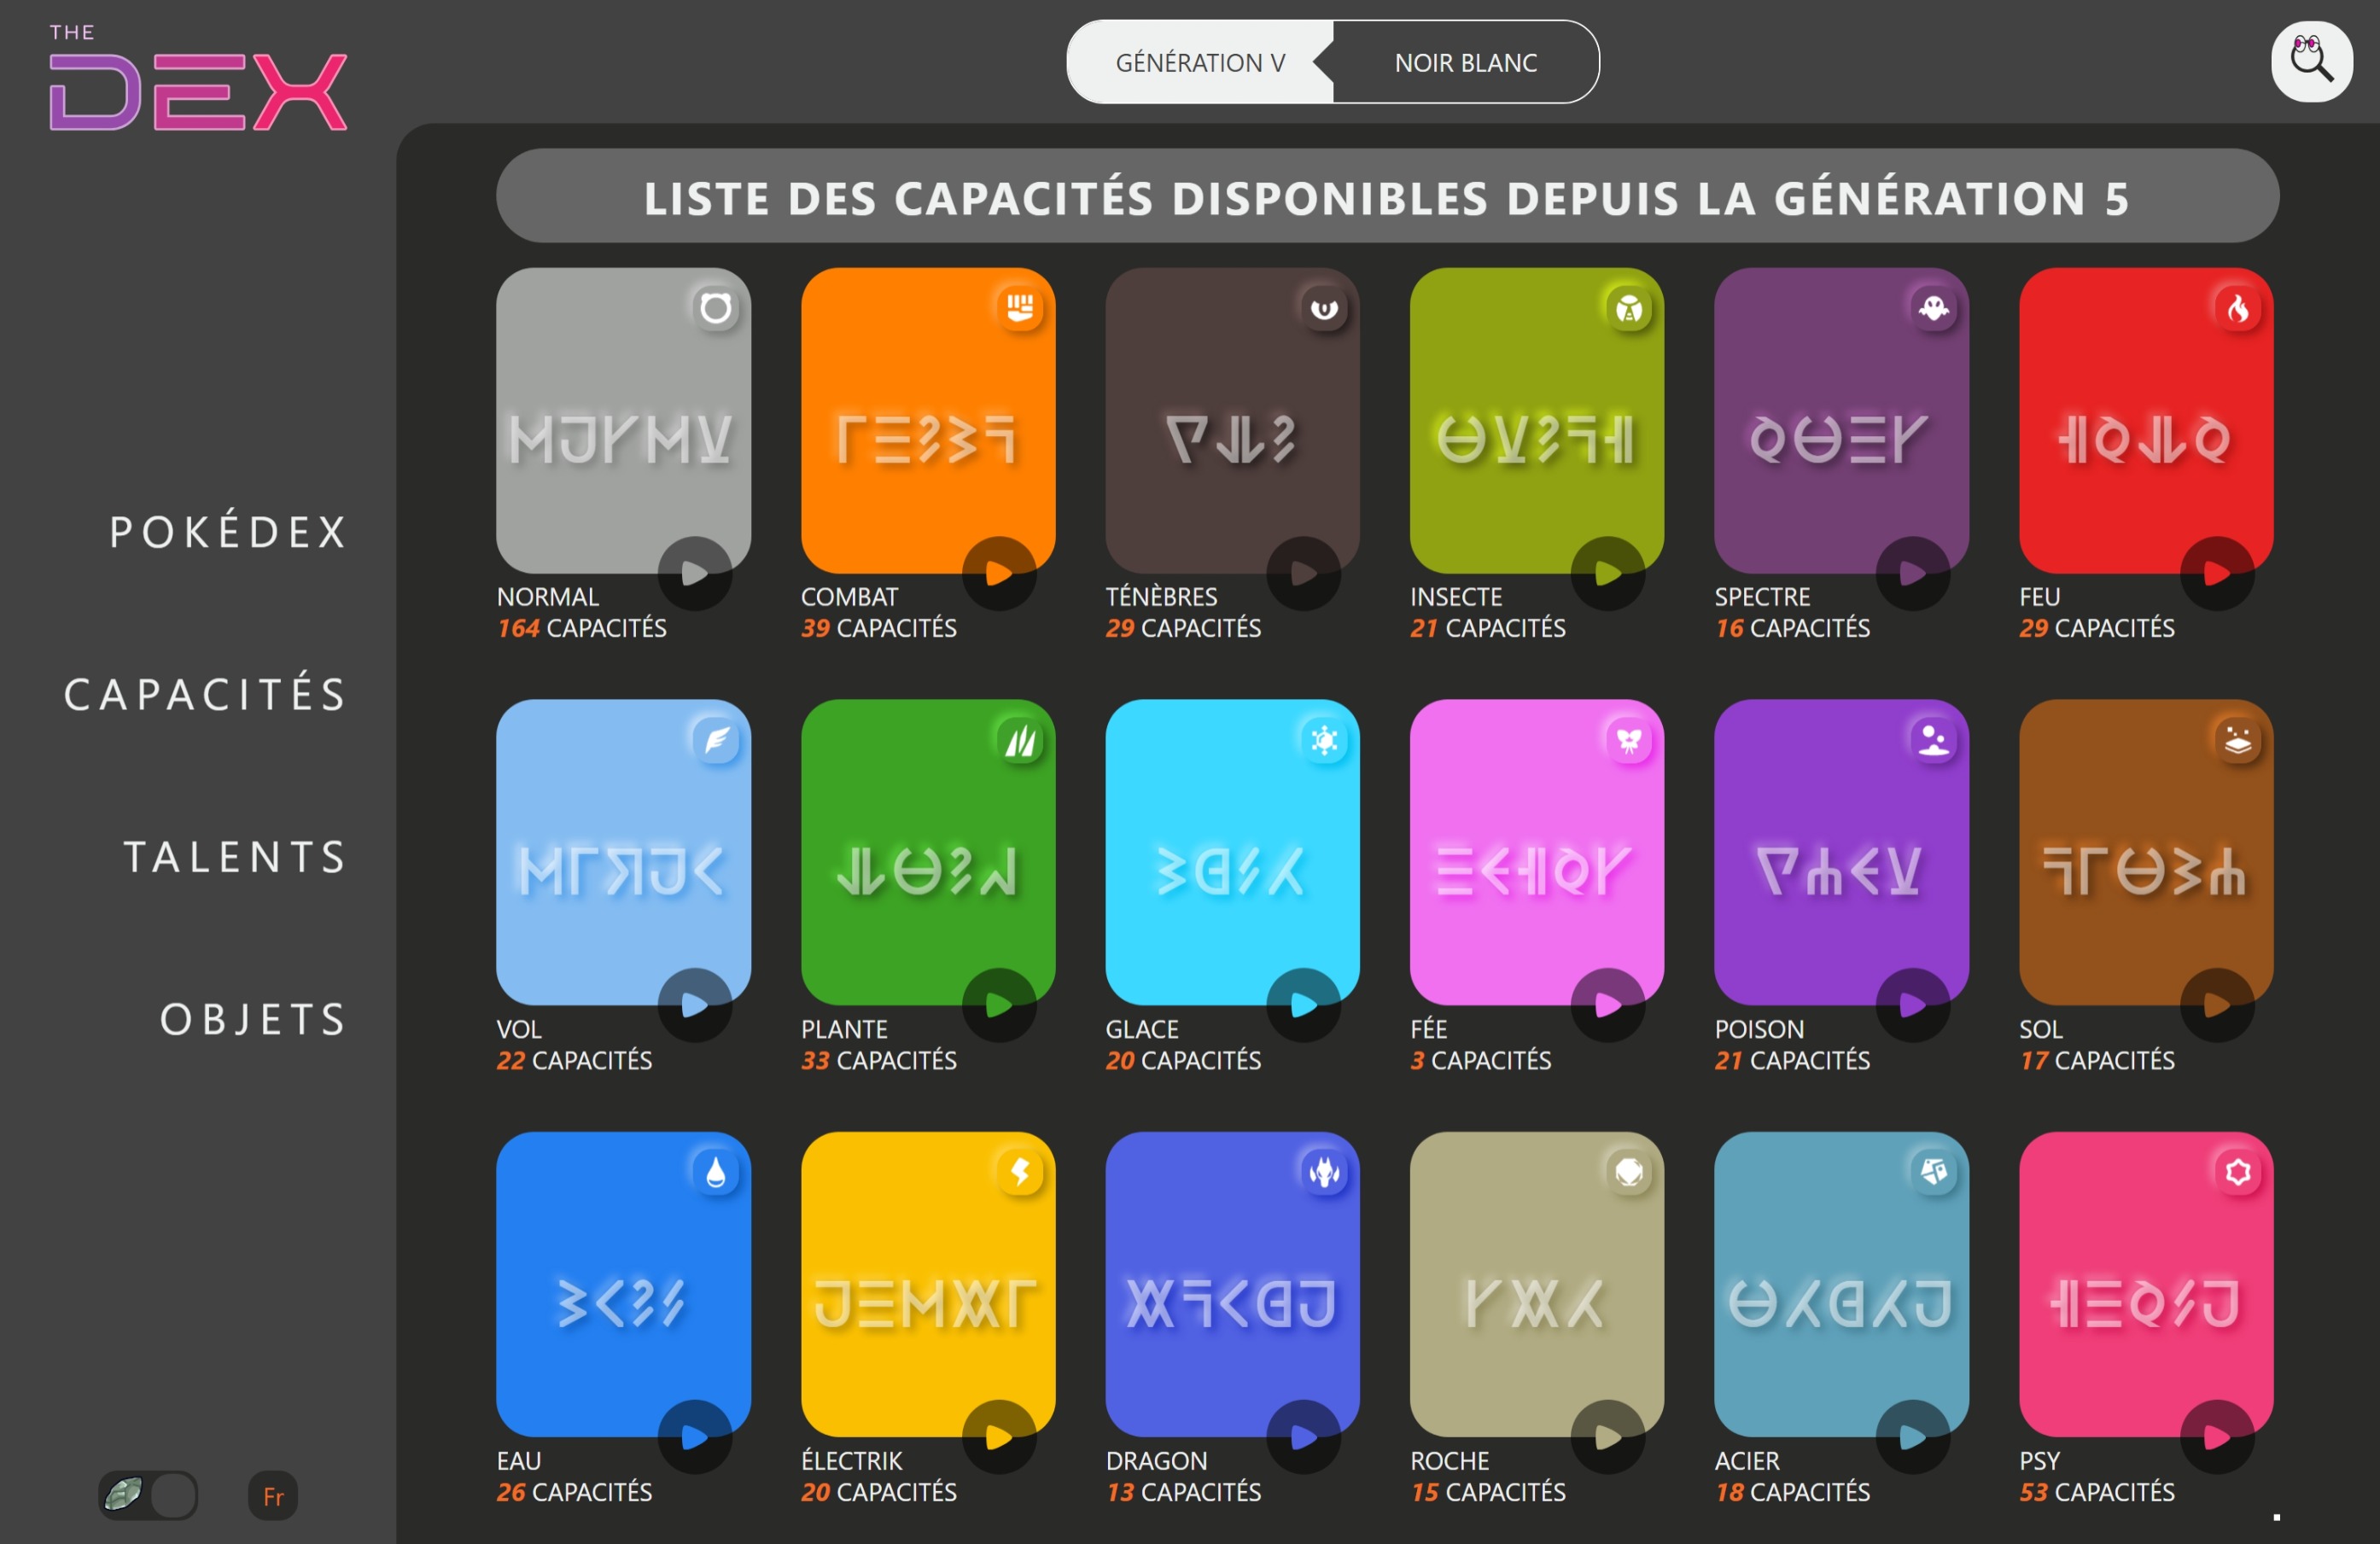 THE
DEX
GÉNÉRATION V
NOIR BLANC
LISTE DES CAPACITÉS DISPONIBLES DEPUIS LA GÉNÉRATION 5
POKÉDEX
CAPACITÉS
TALENTS
OBJETS
Fr
NORMAL
164 CAPACITÉS
COMBAT
39 CAPACITÉS
TÉNÈBRES
29 CAPACITÉS
INSECTE
21 CAPACITÉS
SPECTRE
16 CAPACITÉS
FEU
29 CAPACITÉS
VOL
22 CAPACITÉS
PLANTE
33 CAPACITÉS
GLACE
20 CAPACITÉS
FÉE
3 CAPACITÉS
POISON
21 CAPACITÉS
SOL
17 CAPACITÉS
EAU
26 CAPACITÉS
ÉLECTRIK
20 CAPACITÉS
DRAGON
13 CAPACITÉS
ROCHE
15 CAPACITÉS
ACIER
18 CAPACITÉS
PSY
53 CAPACITÉS